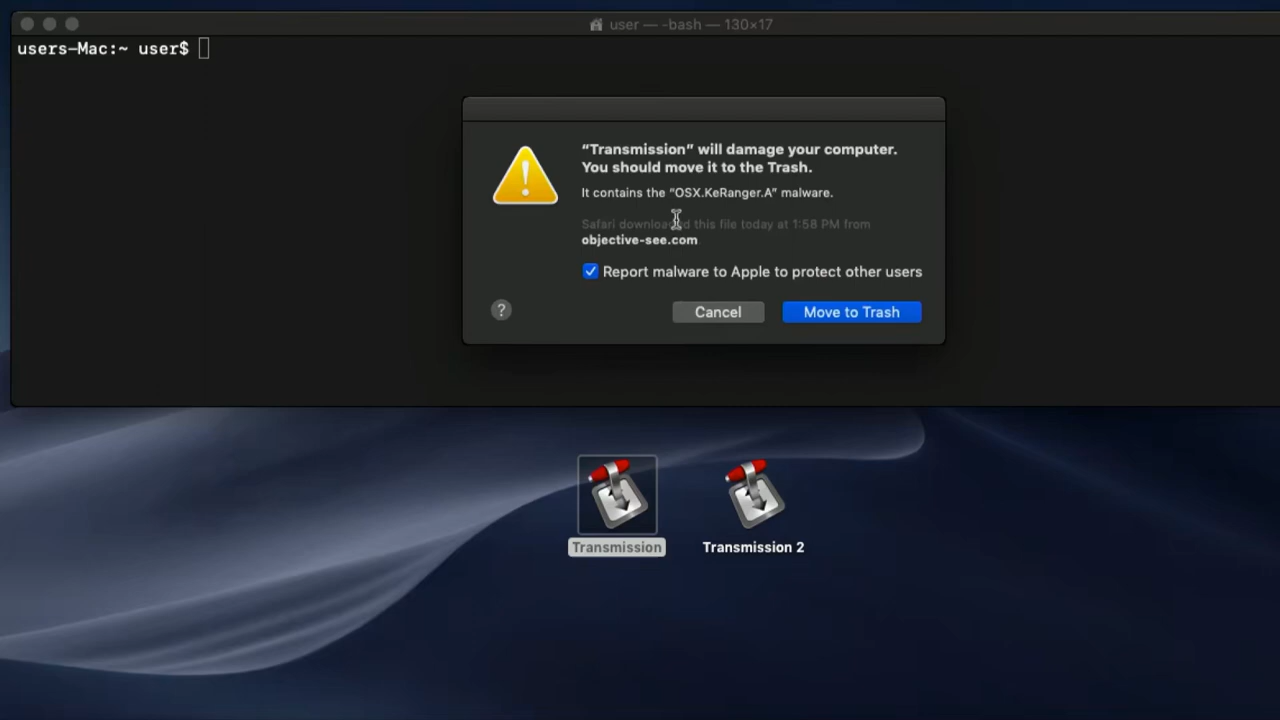 user — -bash — 130×17
users-Mac:~ user$
“Transmission” will damage your computer.
You should move it to the Trash.
It contains the “OSX.KeRanger.A” malware.
Safari downloaded this file today at 1:58 PM from
objective-see.com
Report malware to Apple to protect other users
?
Cancel
Move to Trash
Transmission
Transmission 2